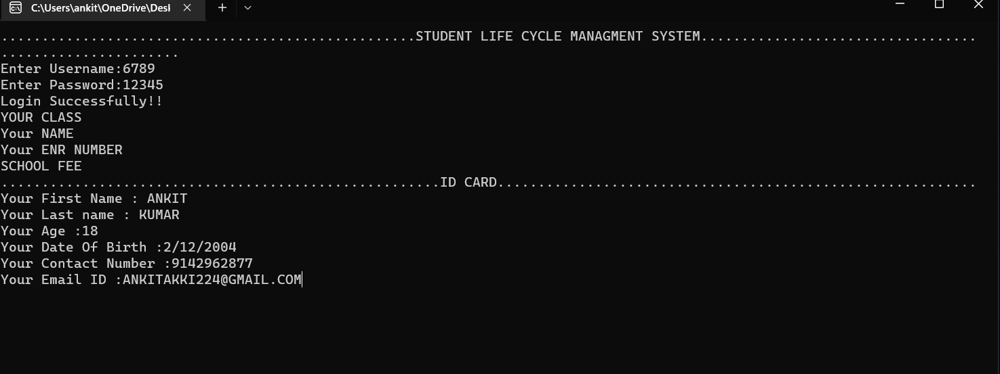 C:\Users\ankit\OneDrive\Desl
...................................................STUDENT LIFE CYCLE MANAGMENT SYSTEM..................................
......................
Enter Username:6789
Enter Password:12345
Login Successfully!!
YOUR CLASS
Your NAME
Your ENR NUMBER
SCHOOL FEE
......................................................ID CARD...........................................................
Your First Name : ANKIT
Your Last name : KUMAR
Your Age :18
Your Date Of Birth :2/12/2004
Your Contact Number :9142962877
Your Email ID :ANKITAKKI224@GMAIL.COM